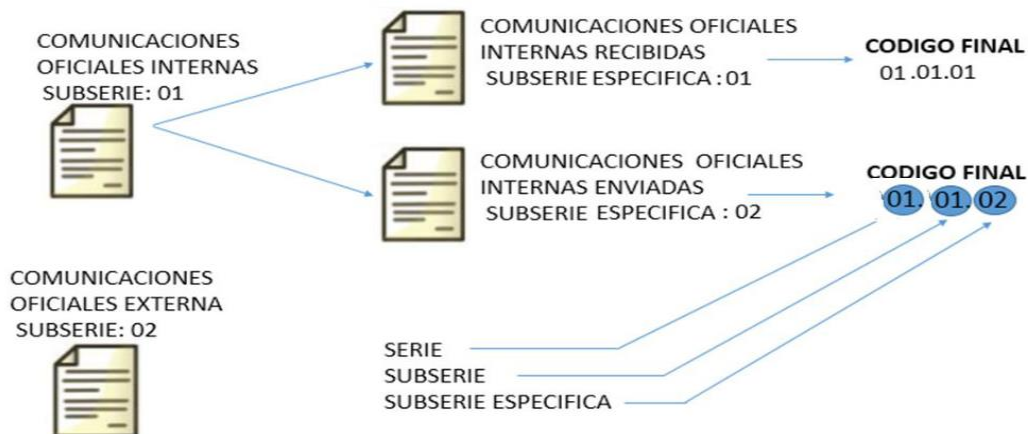 COMUNICACIONES
OFICIALES INTERNAS
SUBSERIE: 01
COMUNICACIONES OFICIALES
INTERNAS RECIBIDAS
SUBSERIE ESPECIFICA : 01
CODIGO FINAL
01.01.01
COMUNICACIONES OFICIALES
INTERNAS ENVIADAS
SUBSERIE ESPECIFICA : 02
CODIGO FINAL
01. 01. 02
COMUNICACIONES
OFICIALES EXTERNA
SUBSERIE: 02
SERIE
SUBSERIE
SUBSERIE ESPECIFICA